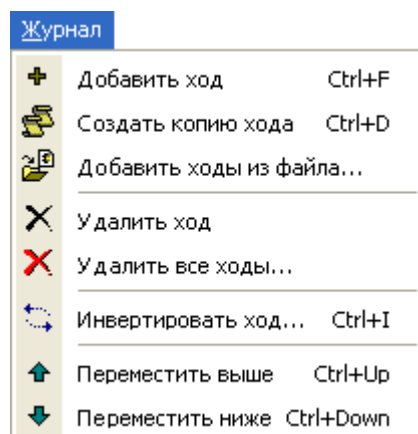 Журнал
Добавить ход Ctrl+F
Создать копию хода Ctrl+D
Добавить ходы из файла...
Удалить ход
Удалить все ходы...
Инвертировать ход... Ctrl+I
Переместить выше Ctrl+Up
Переместить ниже Ctrl+Down